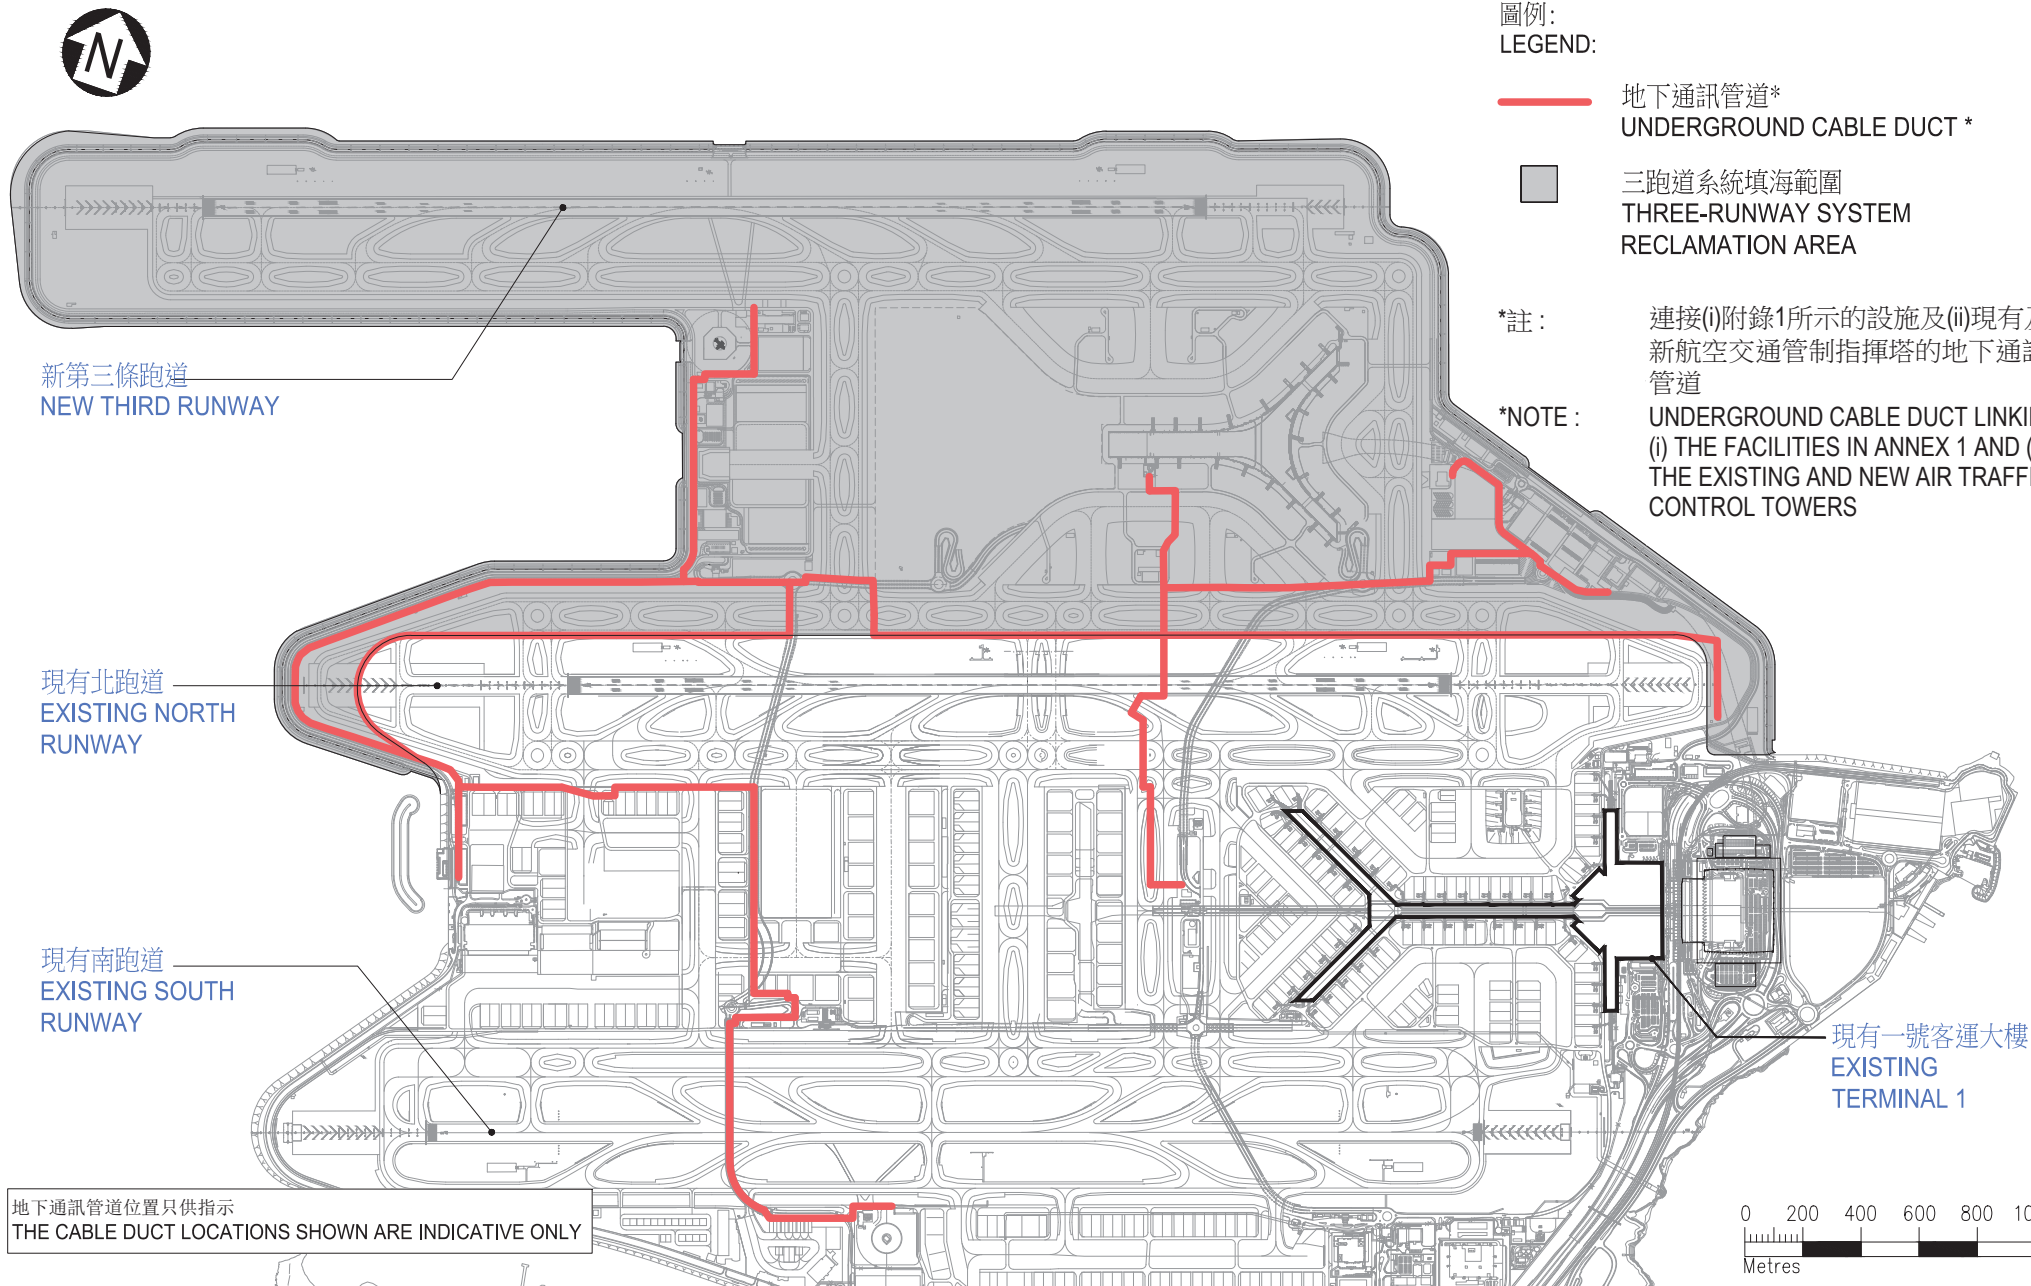 N
圖例：
LEGEND:
地下通訊管道*
UNDERGROUND CABLE DUCT *
三跑道系統填海範圍
THREE-RUNWAY SYSTEM
RECLAMATION AREA
*註：
連接(i)附錄1所示的設施及(ii)現有
新航空交通管制指揮塔的地下通
管道
*NOTE :
UNDERGROUND CABLE DUCT
(i) THE FACILITIES IN ANNEX 1 AND
THE EXISTING AND NEW AIR
CONTROL TOWERS
新第三條跑道
NEW THIRD RUNWAY
現有北跑道
EXISTING NORTH
RUNWAY
現有南跑道
EXISTING SOUTH
RUNWAY
現有一號客運大樓
EXISTING
TERMINAL 1
地下通訊管道位置只供指示
THE CABLE DUCT LOCATIONS SHOWN ARE INDICATIVE ONLY
0 200 400 600 800
Metres